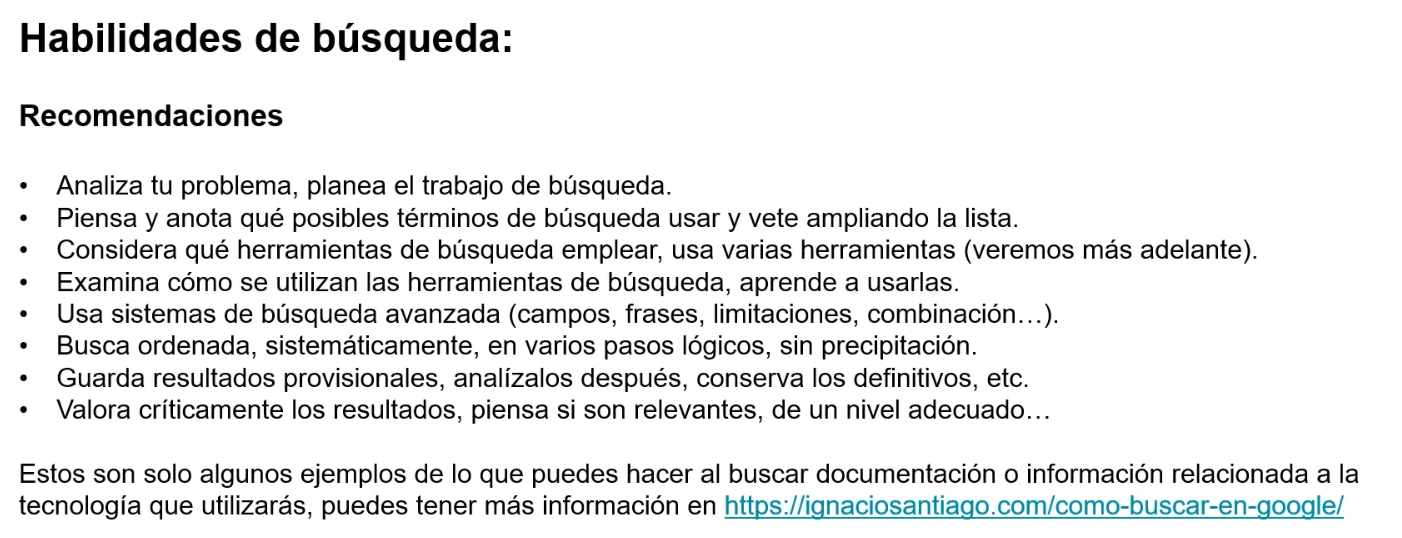 Habilidades de búsqueda:
Recomendaciones
• Analiza tu problema, planea el trabajo de búsqueda.
• Piensa y anota qué posibles términos de búsqueda usar y vete ampliando la lista.
• Considera qué herramientas de búsqueda emplear, usa varias herramientas (veremos más adelante).
• Examina cómo se utilizan las herramientas de búsqueda, aprende a usarlas.
• Usa sistemas de búsqueda avanzada (campos, frases, limitaciones, combinación…).
• Busca ordenada, sistemáticamente, en varios pasos lógicos, sin precipitación.
• Guarda resultados provisionales, analízalos después, conserva los definitivos, etc.
• Valora críticamente los resultados, piensa si son relevantes, de un nivel adecuado…
Estos son solo algunos ejemplos de lo que puedes hacer al buscar documentación o información relacionada a la
tecnología que utilizarás, puedes tener más información en https://ignaciosantiago.com/como-buscar-en-google/